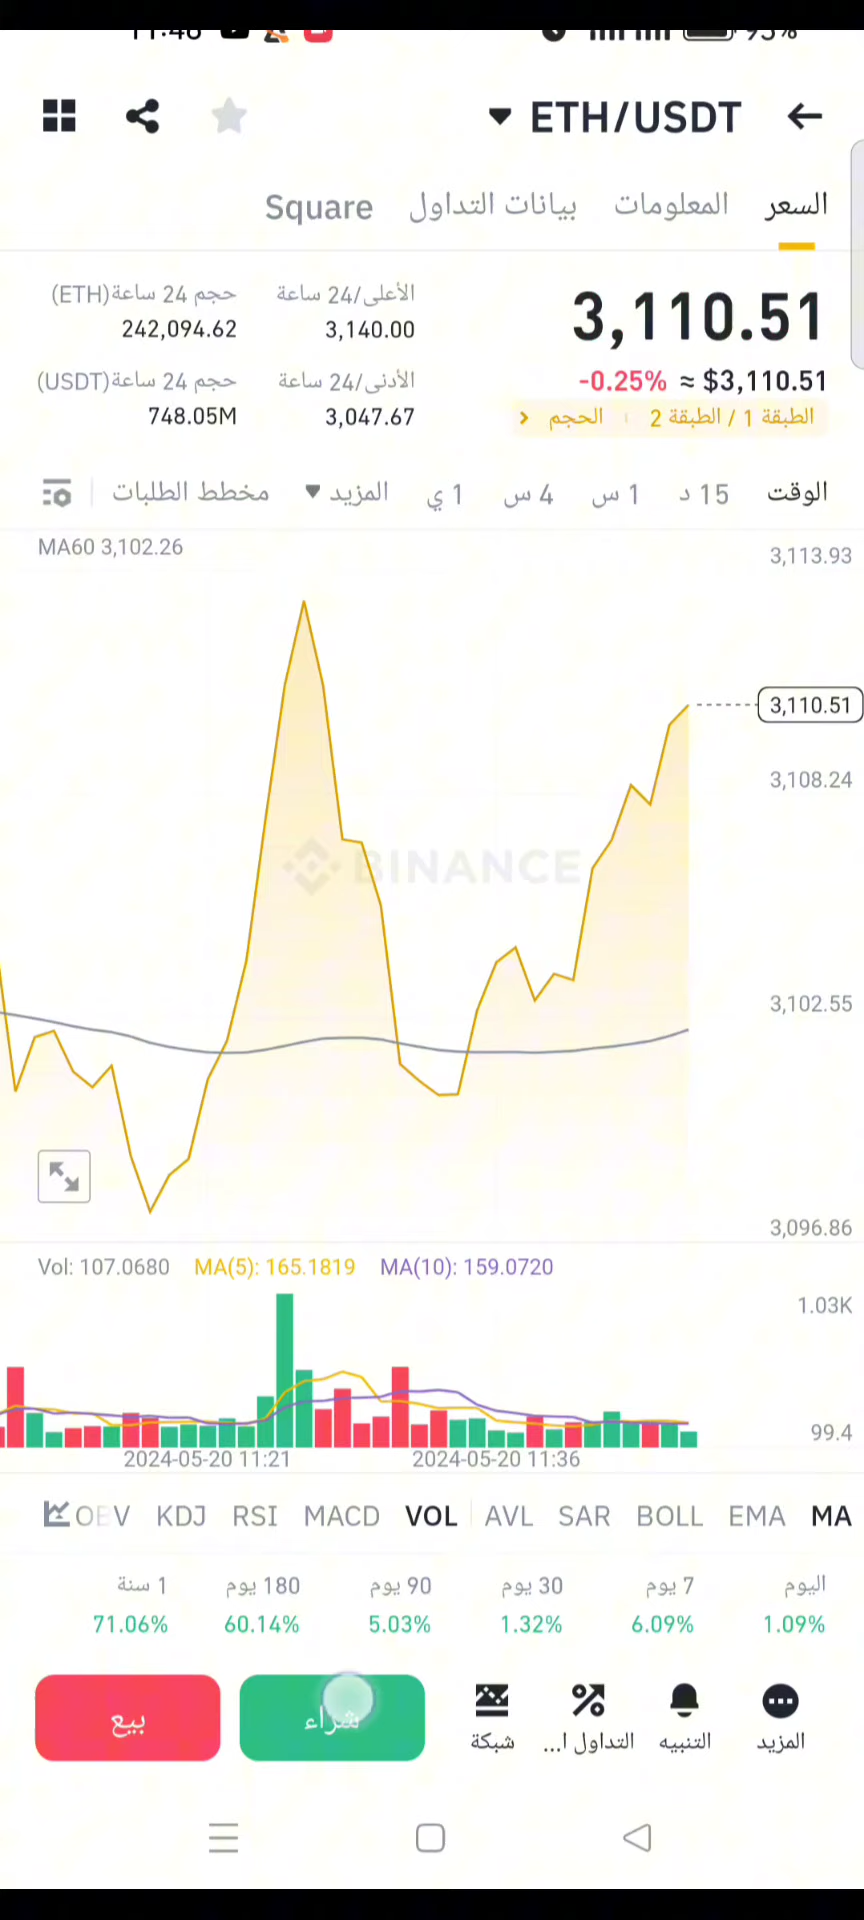 11:46 95%
ETH/USDT
السعر المعلومات بيانات التداول Square
3,110.51
-0.25% ≈ $3,110.51
الطبقة 1 / الطبقة 2 الحجم
الأعلى/24 ساعة
3,140.00
الأدنى/24 ساعة
3,047.67
حجم 24 ساعة(ETH)
242,094.62
حجم 24 ساعة(USDT)
748.05M
الوقت 15 د 1 س 4 س 1 ي المزيد مخطط الطلبات
MA60 3,102.26
3,113.93
3,110.51
3,108.24
BINANCE
3,102.55
3,096.86
Vol: 107.0680 MA(5): 165.1819 MA(10): 159.0720
1.03K
99.4
2024-05-20 11:21 2024-05-20 11:36
OBV KDJ RSI MACD VOL AVL SAR BOLL EMA MA
اليوم 7 يوم 30 يوم 90 يوم 180 يوم 1 سنة
1.09% 6.09% 1.32% 5.03% 60.14% 71.06%
المزيد التنبيه التداول ا... شبكة شراء بيع